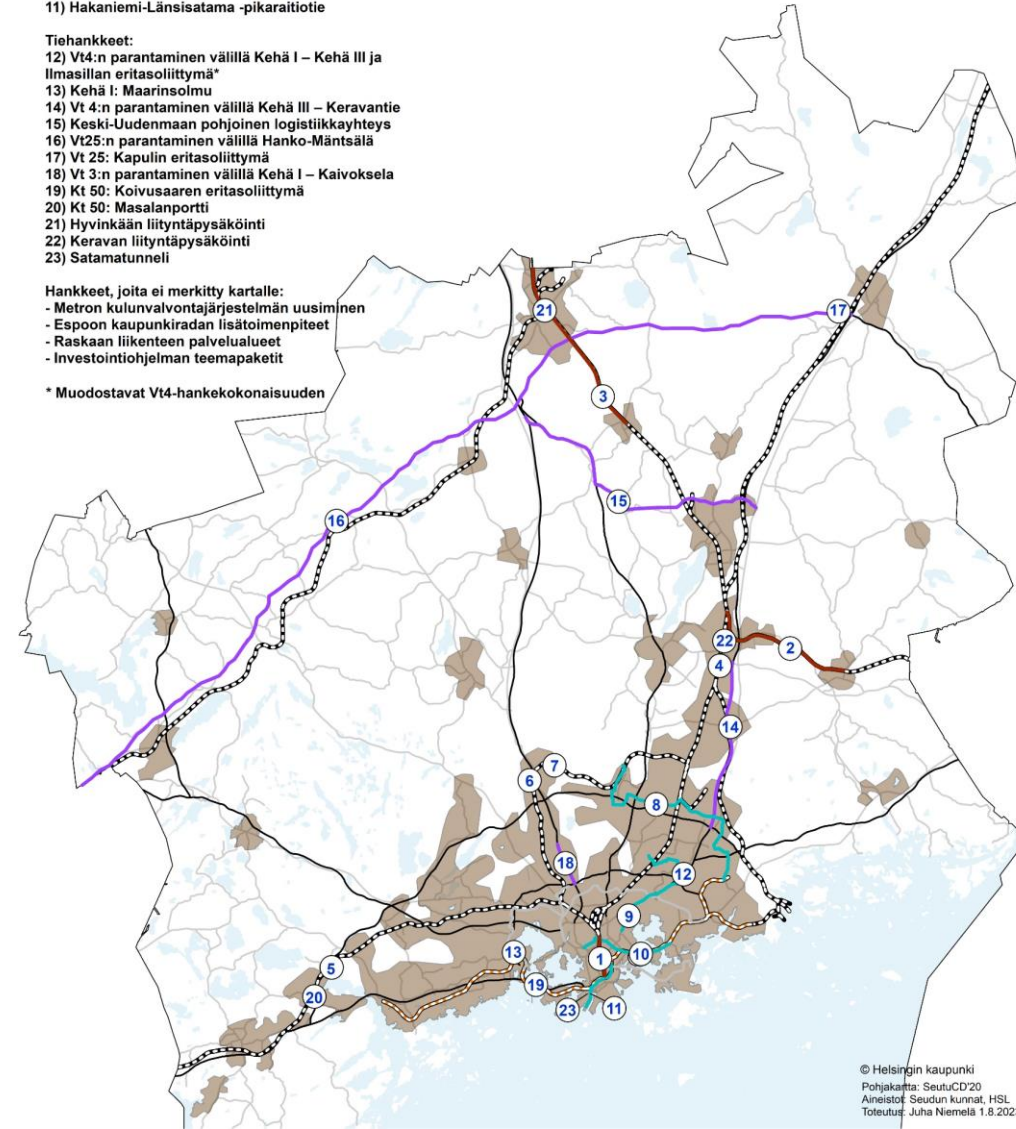 11) Hakaniemi-Länsisatama -pikaraitiotie
Tiehankkeet:
12) Vt4:n parantaminen välillä Kehä I – Kehä III ja
Ilmasillan eritasoliittymä*
13) Kehä I: Maarinsolmu
14) Vt 4:n parantaminen välillä Kehä III – Keravantie
15) Keski-Uudenmaan pohjoinen logistiikkayhteys
16) Vt25:n parantaminen välillä Hanko-Mäntsälä
17) Vt 25: Kapulin eritasoliittymä
18) Vt 3:n parantaminen välillä Kehä I – Kaivoksela
19) Kt 50: Koivusaaren eritasoliittymä
20) Kt 50: Masalanportti
21) Hyvinkään liityntäpysäköinti
22) Keravan liityntäpysäköinti
23) Satamatunneli
Hankkeet, joita ei merkitty kartalle:
- Metron kulunvalvontajärjestelmän uusiminen
- Espoon kaupunkiradan lisätoimenpiteet
- Raskaan liikenteen palvelualueet
- Investointiohjelman teemapaketit
* Muodostavat Vt4-hankekokonaisuuden
21
17
3
15
16
22
2
4
14
7
6
8
18
12
9
13
10
1
5
19
20
23
11
© Helsingin kaupunki
Pohjakartta: SeutuCD'20
Aineistot: Seudun kunnat, HSL
Toteutus: Juha Niemelä 1.8.2023